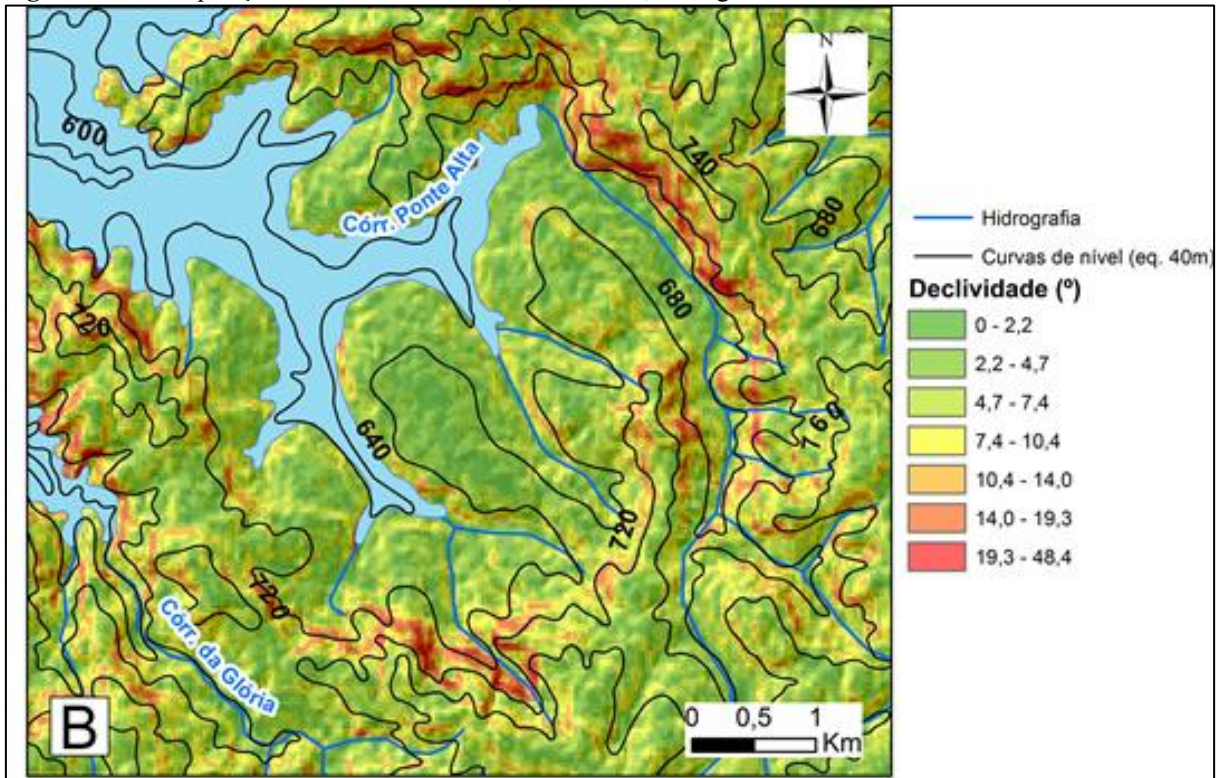 N
600
740
680
Córr. Ponte Alta
680
720
760
640
720
720
Córr. da Glória
B
0 0,5 1
Km
Hidrografia
Curvas de nível (eq. 40m)
Declividade (º)
0 - 2,2
2,2 - 4,7
4,7 - 7,4
7,4 - 10,4
10,4 - 14,0
14,0 - 19,3
19,3 - 48,4